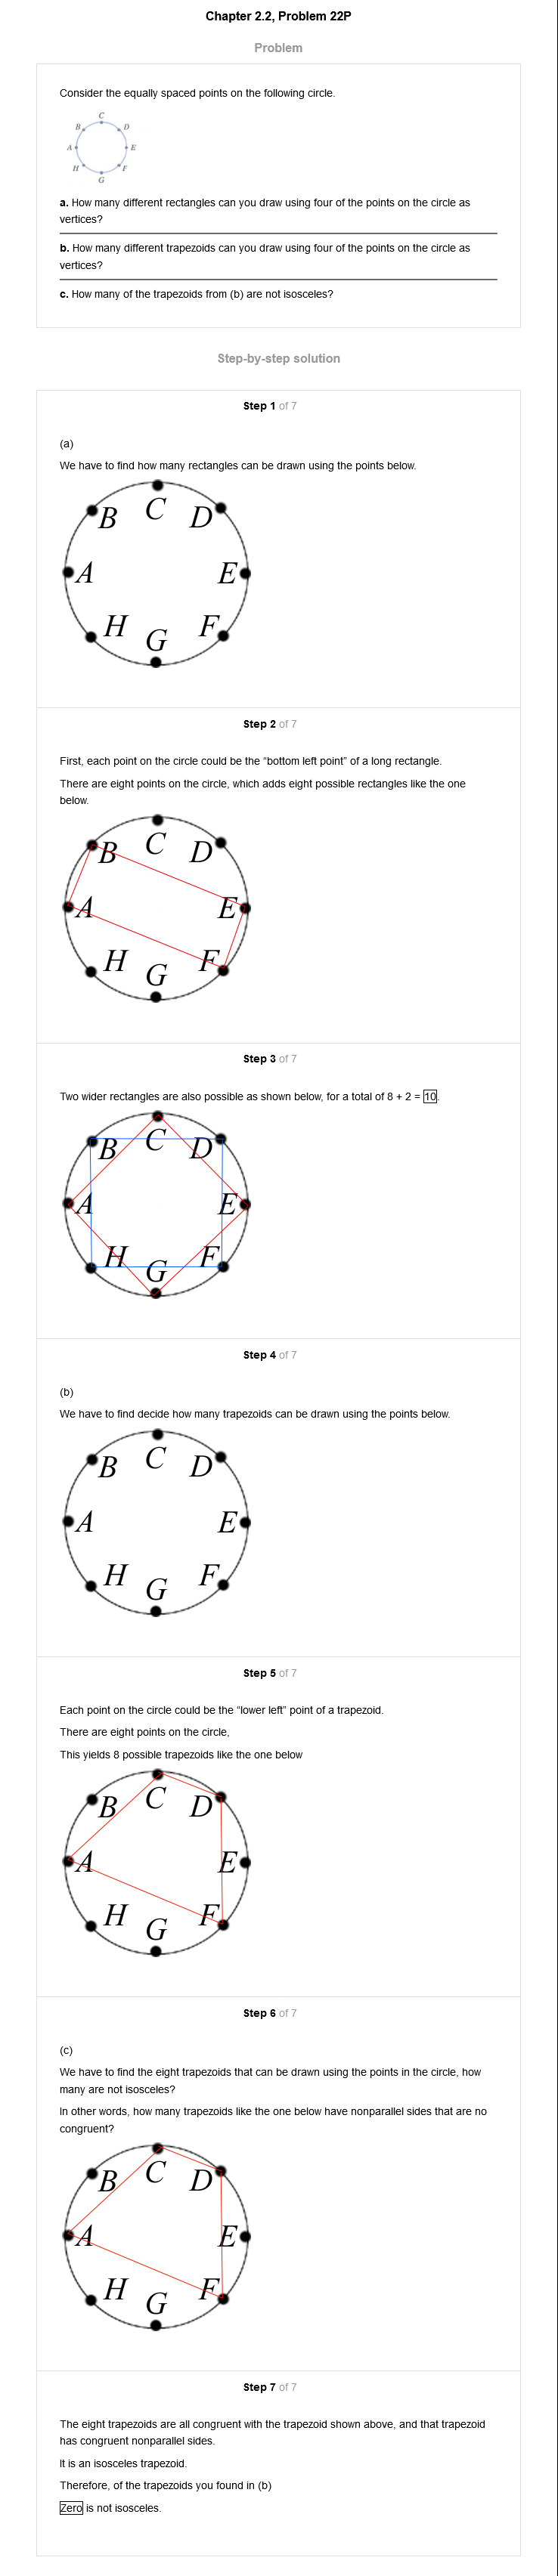 Chapter 2.2, Problem 22P
Problem
Consider the equally spaced points on the following circle.
C
B D
A E
H F
G
a. How many different rectangles can you draw using four of the points on the circle as
vertices?
b. How many different trapezoids can you draw using four of the points on the circle as
vertices?
c. How many of the trapezoids from (b) are not isosceles?
Step-by-step solution
Step 1 of 7
(a)
We have to find how many rectangles can be drawn using the points below.
B C D
A E
H G F
Step 2 of 7
First, each point on the circle could be the “bottom left point” of a long rectangle.
There are eight points on the circle, which adds eight possible rectangles like the one
below.
B C D
A E
H G F
Step 3 of 7
Two wider rectangles are also possible as shown below, for a total of 8 + 2 = 10.
B C D
A E
H G F
Step 4 of 7
(b)
We have to find decide how many trapezoids can be drawn using the points below.
B C D
A E
H G F
Step 5 of 7
Each point on the circle could be the “lower left” point of a trapezoid.
There are eight points on the circle,
This yields 8 possible trapezoids like the one below
B C D
A E
H G F
Step 6 of 7
(c)
We have to find the eight trapezoids that can be drawn using the points in the circle, how
many are not isosceles?
In other words, how many trapezoids like the one below have nonparallel sides that are no
congruent?
B C D
A E
H G F
Step 7 of 7
The eight trapezoids are all congruent with the trapezoid shown above, and that trapezoid
has congruent nonparallel sides.
It is an isosceles trapezoid.
Therefore, of the trapezoids you found in (b)
Zero is not isosceles.